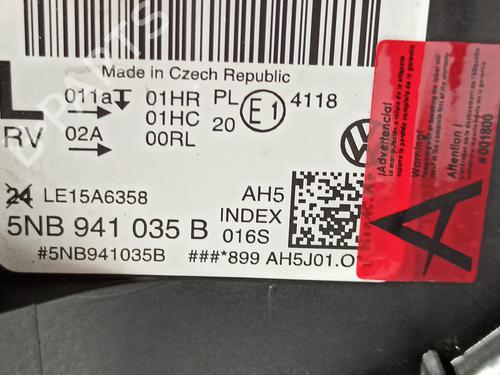 Made in Czech Republic
L 011a 01HR PL E1 4118
01HC 20
RV 02A 00RL
24 LE15A6358 AH5
INDEX
5NB 941 035 B 016S
#5NB941035B ###*899 AH5J01.O
A
¡Advertencia!
Warning!
Attention !
# 001800
A